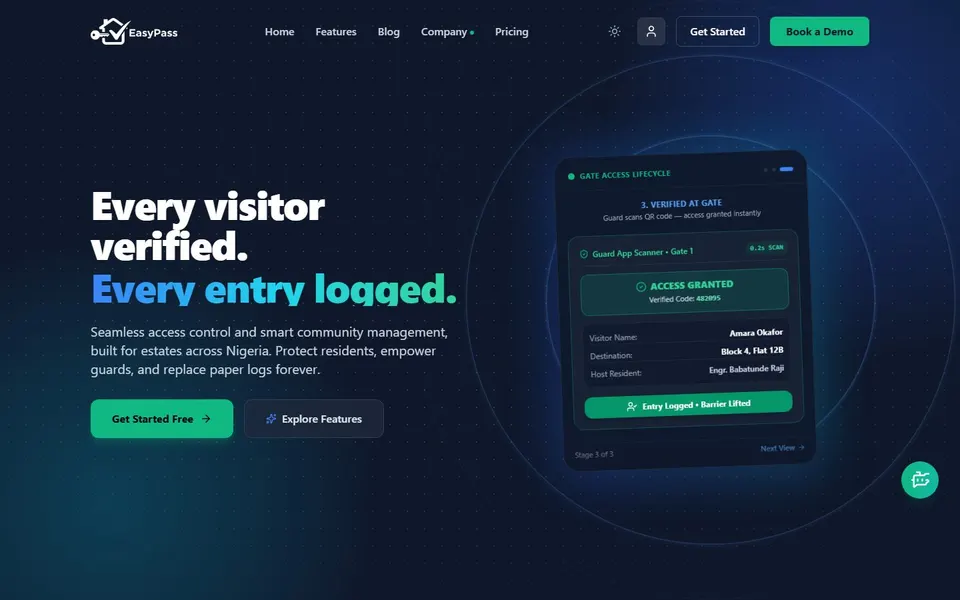 EasyPass
Home
Features
Blog
Company
Pricing
Get Started
Book a Demo
Every visitor
verified.
Every entry logged.
Seamless access control and smart community management,
built for estates across Nigeria. Protect residents, empower
guards, and replace paper logs forever.
Get Started Free →
Explore Features
GATE ACCESS LIFECYCLE
3. VERIFIED AT GATE
Guard scans QR code — access granted instantly
Guard App Scanner • Gate 1
0.2s SCAN
ACCESS GRANTED
Verified Code: 482095
Visitor Name: Amara Okafor
Destination: Block 4, Flat 12B
Host Resident: Engr. Babatunde Raji
Entry Logged • Barrier Lifted
Stage 3 of 3
Next View →